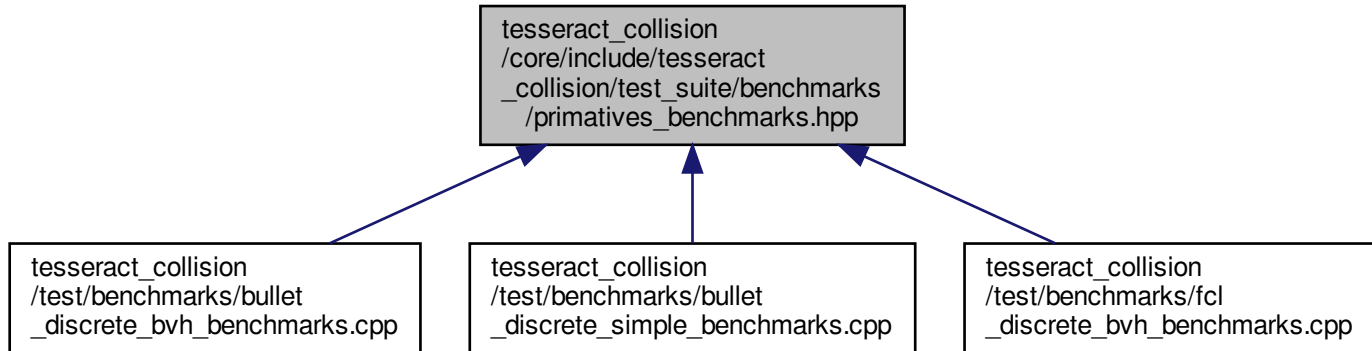 tesseract_collision
/core/include/tesseract
_collision/test_suite/benchmarks
/primatives_benchmarks.hpp
tesseract_collision
/test/benchmarks/bullet
_discrete_bvh_benchmarks.cpp
tesseract_collision
/test/benchmarks/bullet
_discrete_simple_benchmarks.cpp
tesseract_collision
/test/benchmarks/fcl
_discrete_bvh_benchmarks.cpp